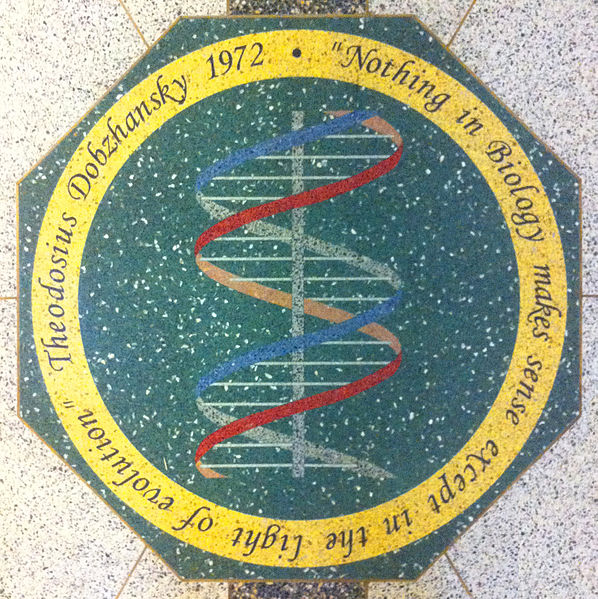 "Nothing in Biology makes sense except in the light of evolution" Theodosius Dobzhansky 1972 •